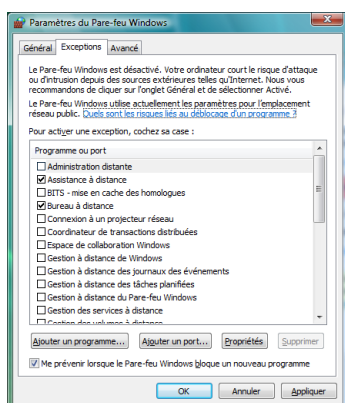 Paramètres du Pare-feu Windows
Général Exceptions Avancé
Le Pare-feu Windows est désactivé. Votre ordinateur court le risque d'attaque
ou d'intrusion depuis des sources extérieures telles qu'Internet. Nous vous
recommandons de cliquer sur l'onglet Général et de sélectionner Activé.
Le Pare-feu Windows utilise actuellement les paramètres pour l'emplacement
réseau public. Quels sont les risques liés au déblocage d'un programme ?
Pour activer une exception, cochez sa case :
Programme ou port
Administration distante
Assistance à distance
BITS - mise en cache des homologues
Bureau à distance
Connexion à un projecteur réseau
Coordinateur de transactions distribuées
Espace de collaboration Windows
Gestion à distance de Windows
Gestion à distance des journaux des événements
Gestion à distance des tâches planifiées
Gestion à distance du Pare-feu Windows
Gestion des services à distance
Gestion des volumes à distance
Ajouter un programme... Ajouter un port... Propriétés Supprimer
Me prévenir lorsque le Pare-feu Windows bloque un nouveau programme
OK Annuler Appliquer